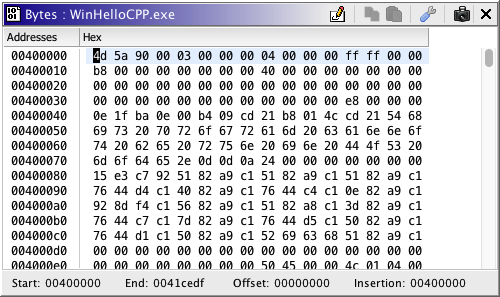 Bytes : WinHelloCPP.exe
Addresses Hex
00400000 4d 5a 90 00 03 00 00 00 04 00 00 00 ff ff 00 00
00400010 b8 00 00 00 00 00 00 00 40 00 00 00 00 00 00 00
00400020 00 00 00 00 00 00 00 00 00 00 00 00 00 00 00 00
00400030 00 00 00 00 00 00 00 00 00 00 00 00 e8 00 00 00
00400040 0e 1f ba 0e 00 b4 09 cd 21 b8 01 4c cd 21 54 68
00400050 69 73 20 70 72 6f 67 72 61 6d 20 63 61 6e 6e 6f
00400060 74 20 62 65 20 72 75 6e 20 69 6e 20 44 4f 53 20
00400070 6d 6f 64 65 2e 0d 0d 0a 24 00 00 00 00 00 00 00
00400080 15 e3 c7 92 51 82 a9 c1 51 82 a9 c1 51 82 a9 c1
00400090 76 44 d2 c1 40 82 a9 c1 76 44 c4 c1 0e 82 a9 c1
004000a0 92 8d f4 c1 56 82 a9 c1 51 82 a8 c1 3d 82 a9 c1
004000b0 76 44 c7 c1 7d 82 a9 c1 76 44 d5 c1 50 82 a9 c1
004000c0 76 44 d1 c1 50 82 a9 c1 52 69 63 68 51 82 a9 c1
004000d0 00 00 00 00 00 00 00 00 00 00 00 00 00 00 00 00
004000e0 00 00 00 00 00 00 00 00 50 45 00 00 4c 01 04 00
Start: 00400000 End: 0041cedf Offset: 00000000 Insertion: 00400000